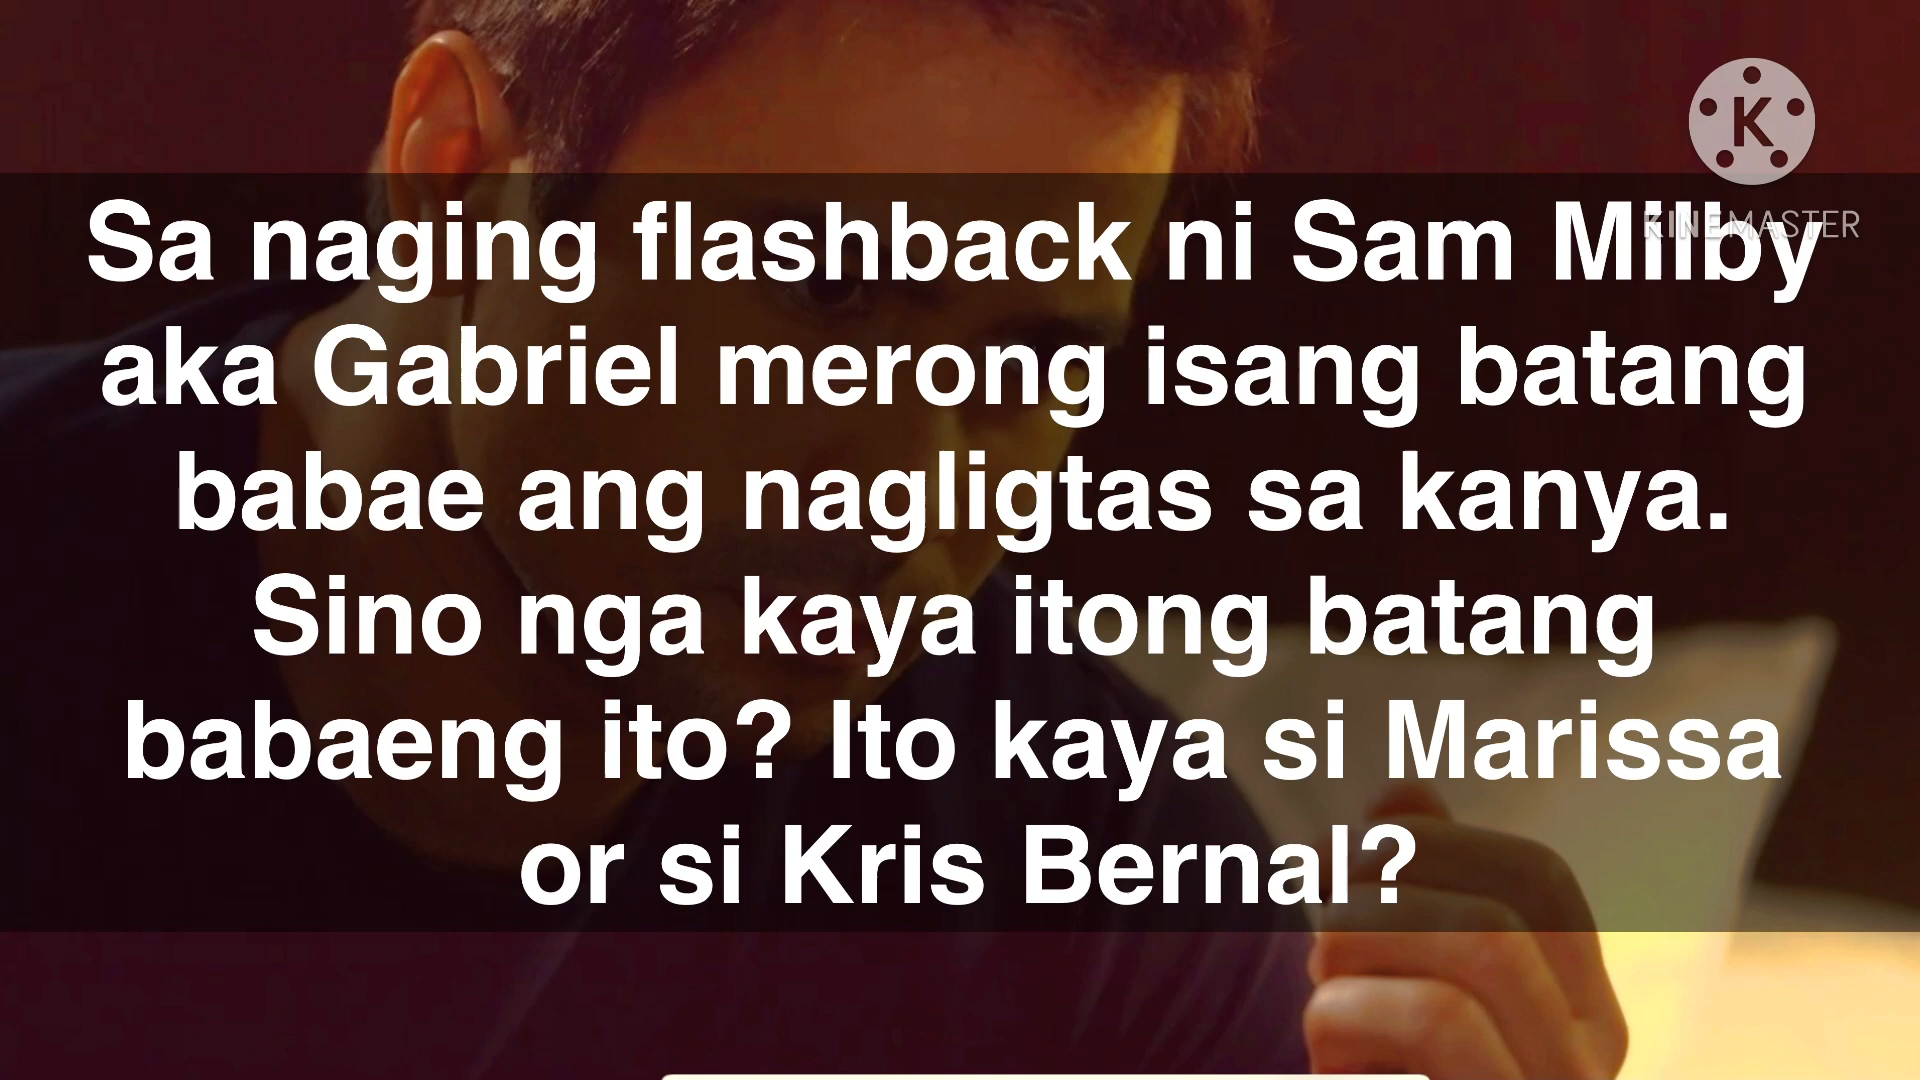 K
KINEMASTER
Sa naging flashback ni Sam Milby
aka Gabriel merong isang batang
babae ang nagligtas sa kanya.
Sino nga kaya itong batang
babaeng ito? Ito kaya si Marissa
or si Kris Bernal?